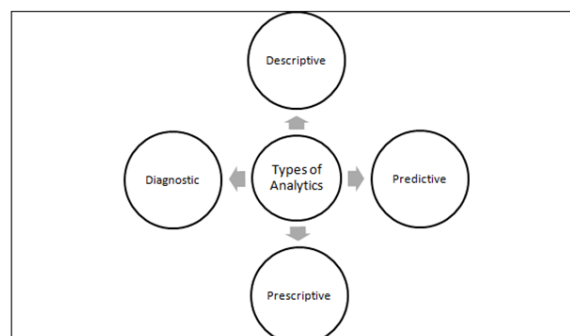 Descriptive
Diagnostic
Types of
Analytics
Predictive
Prescriptive